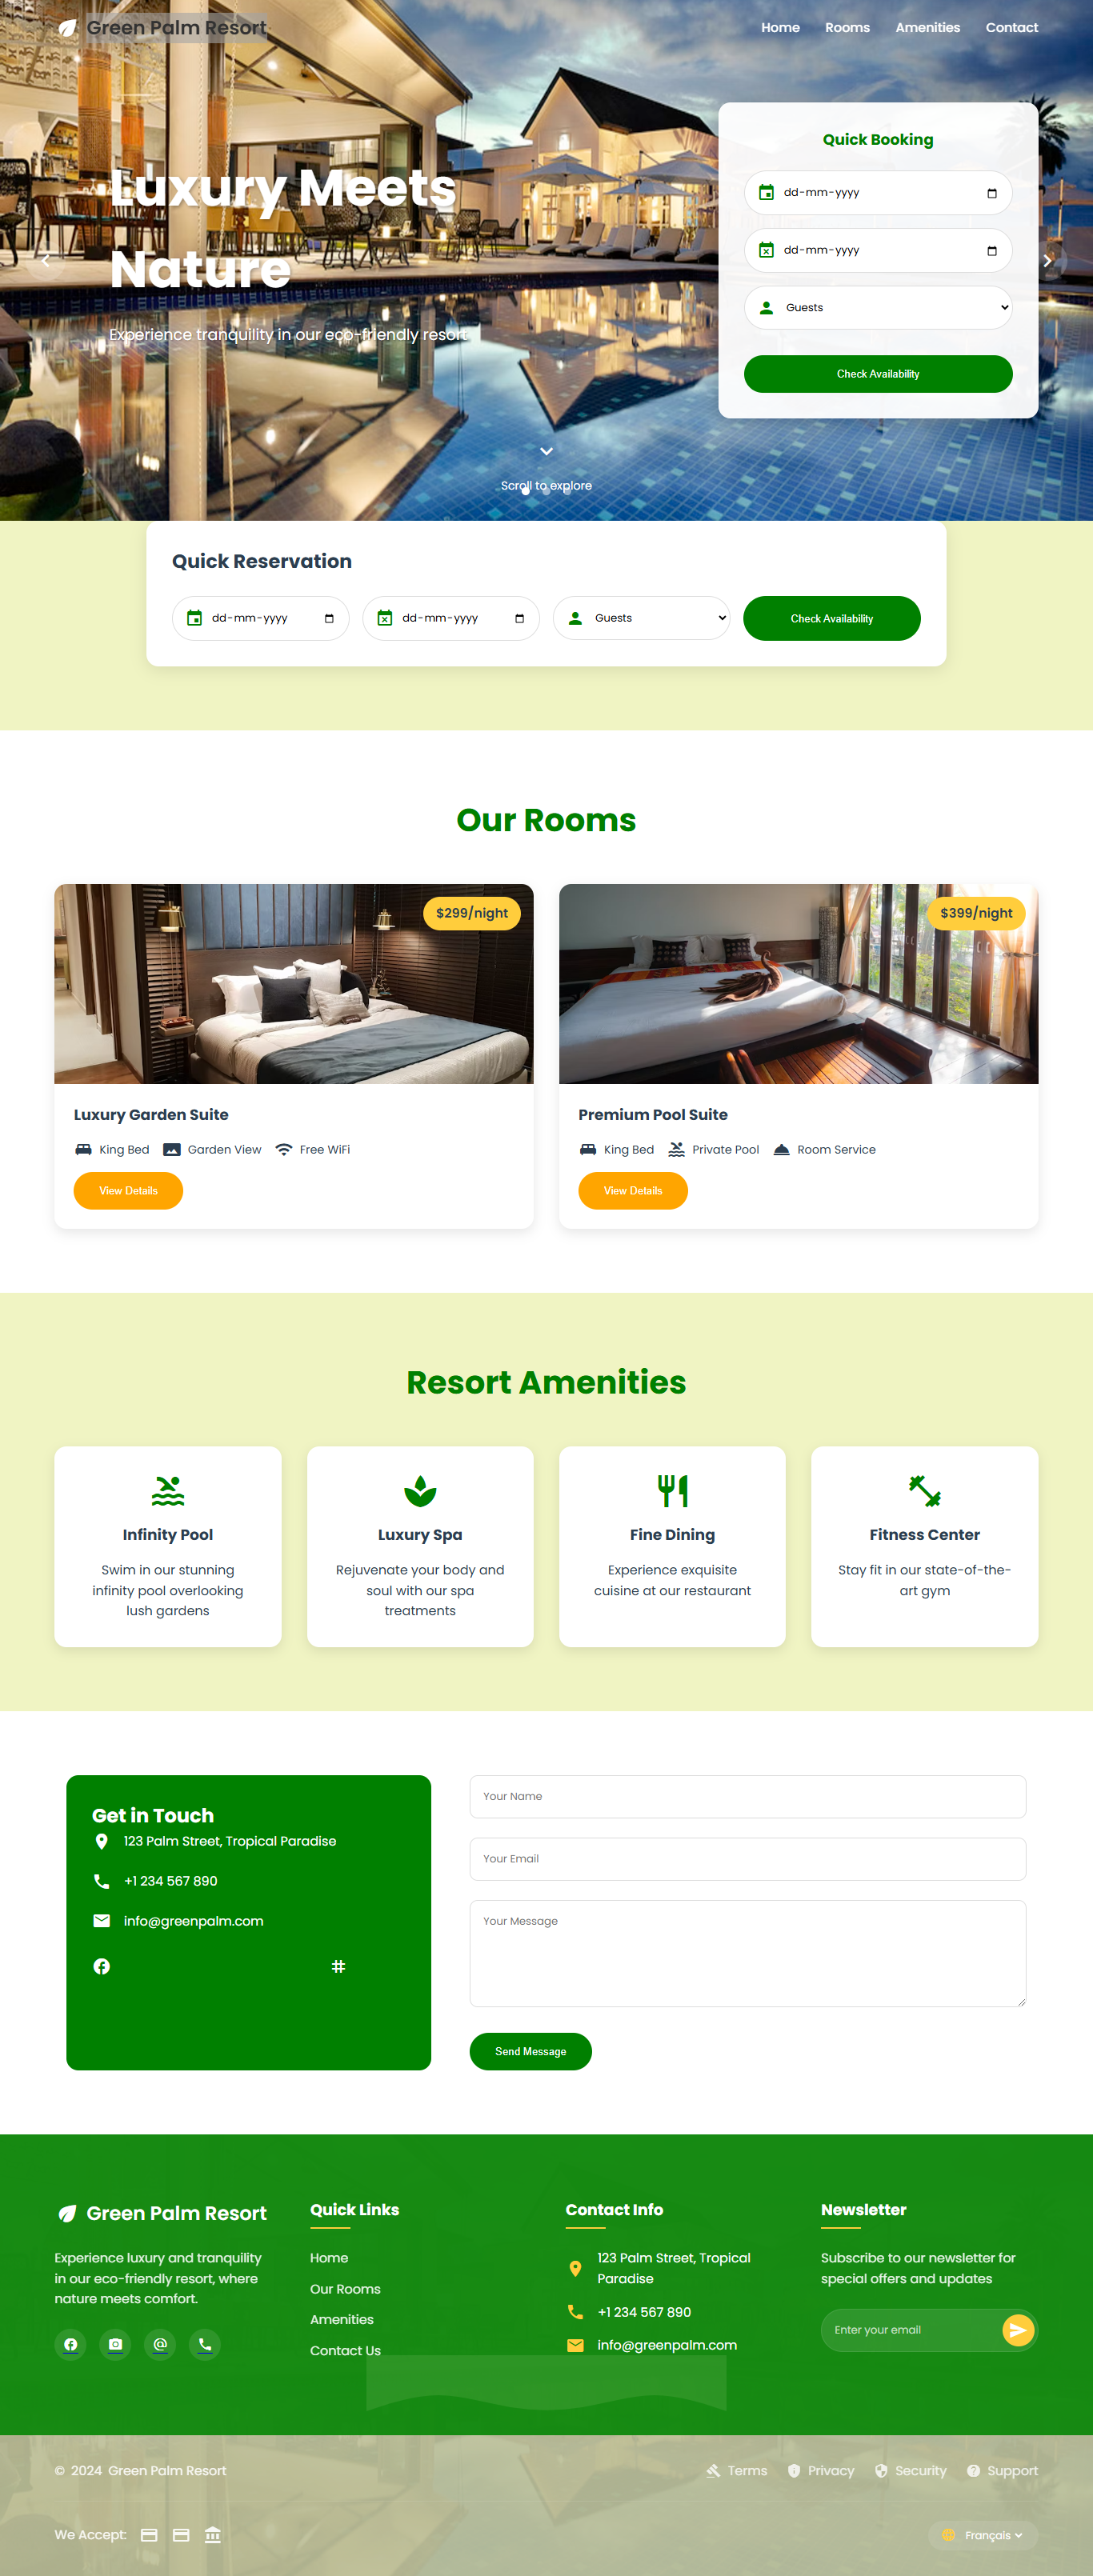 Green Palm Resort
Home
Rooms
Amenities
Contact
Luxury Meets
Nature
Experience tranquility in our eco-friendly resort
Quick Booking
dd-mm-yyyy
dd-mm-yyyy
Guests
Check Availability
Scroll to explore
Quick Reservation
dd-mm-yyyy
dd-mm-yyyy
Guests
Check Availability
Our Rooms
$299/night
Luxury Garden Suite
King Bed
Garden View
Free WiFi
View Details
$399/night
Premium Pool Suite
King Bed
Private Pool
Room Service
View Details
Resort Amenities
Infinity Pool
Swim in our stunning
infinity pool overlooking
lush gardens
Luxury Spa
Rejuvenate your body and
soul with our spa
treatments
Fine Dining
Experience exquisite
cuisine at our restaurant
Fitness Center
Stay fit in our state-of-the-
art gym
Get in Touch
123 Palm Street, Tropical Paradise
+1 234 567 890
info@greenpalm.com
#
Your Name
Your Email
Your Message
Send Message
Green Palm Resort
Experience luxury and tranquility
in our eco-friendly resort, where
nature meets comfort.
Quick Links
Home
Our Rooms
Amenities
Contact Us
Contact Info
123 Palm Street, Tropical
Paradise
+1 234 567 890
info@greenpalm.com
Newsletter
Subscribe to our newsletter for
special offers and updates
Enter your email
© 2024 Green Palm Resort
Terms
Privacy
Security
Support
We Accept:
Français